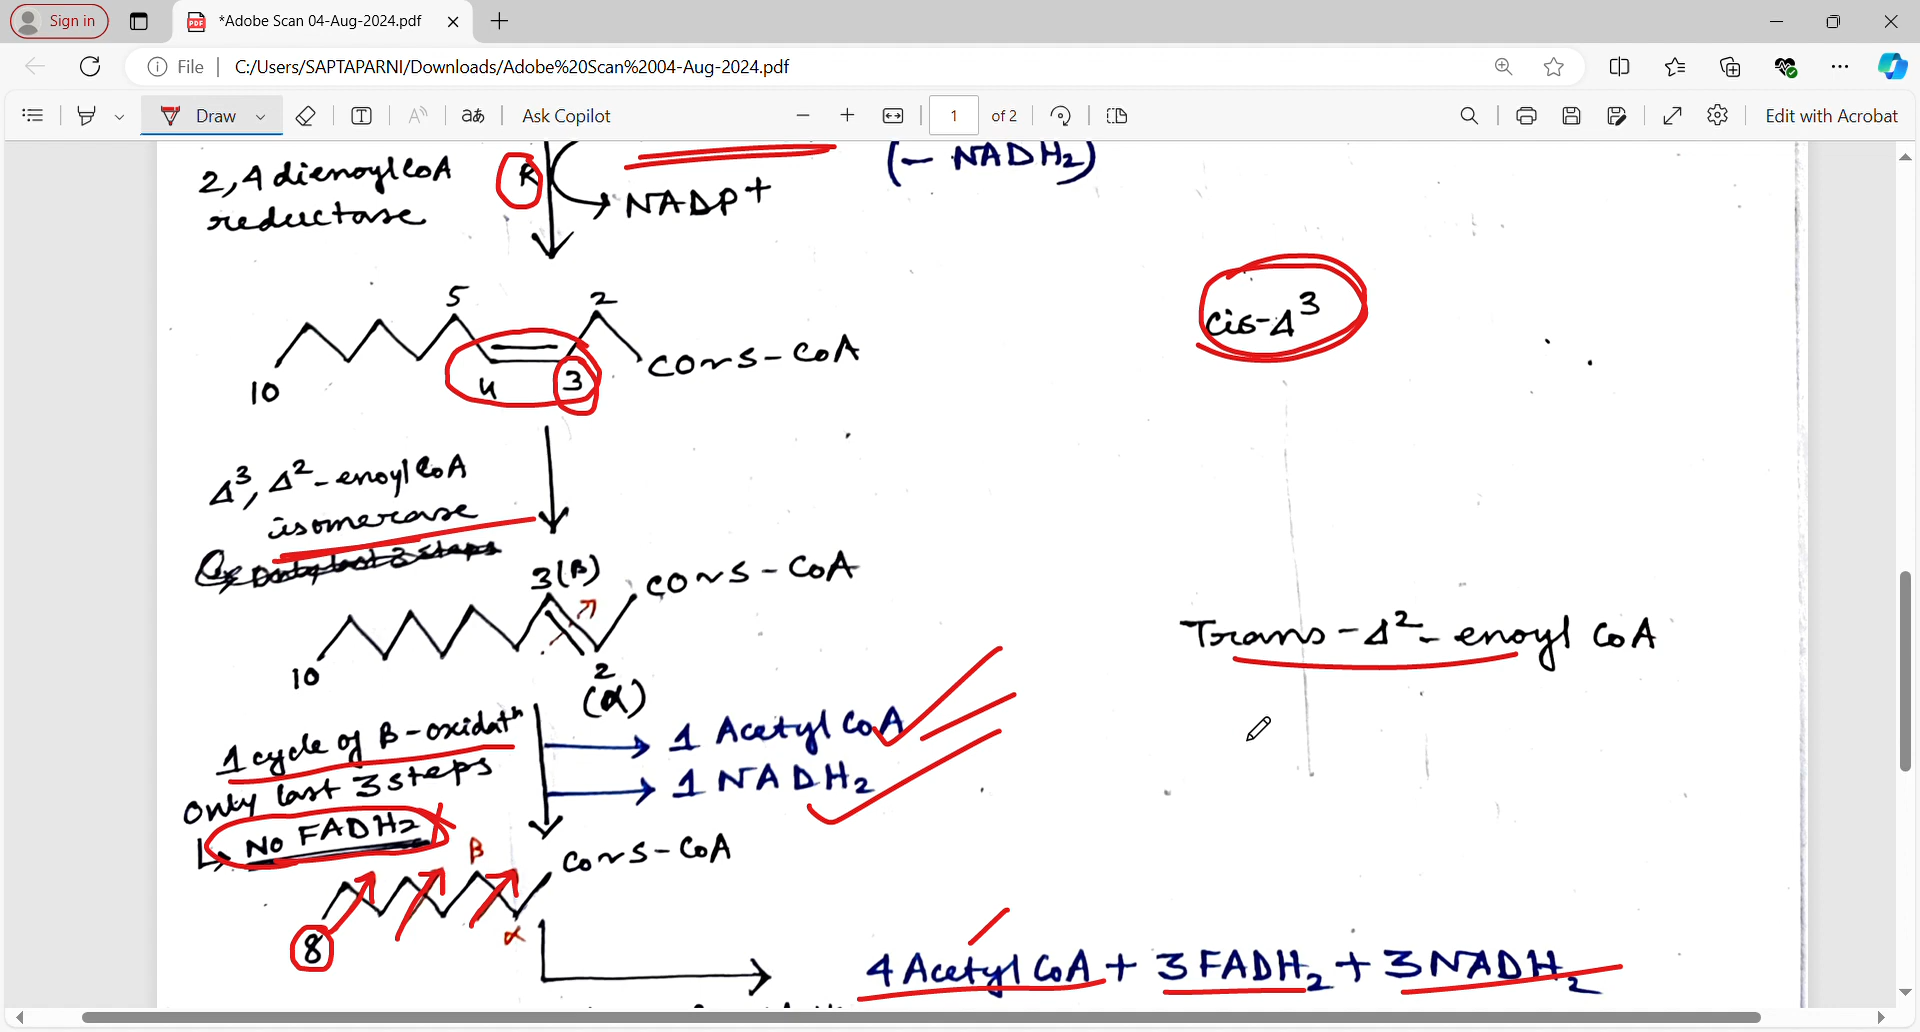 Sign in
*Adobe Scan 04-Aug-2024.pdf
File
C:/Users/SAPTAPARNI/Downloads/Adobe%20Scan%2004-Aug-2024.pdf
Draw
Ask Copilot
1 of 2
Edit with Acrobat
2,4 dienoyl CoA
reductase
R
NADP+
(- NADH2)
5 2
cis-Δ3
4 3
CO~S-CoA
10
Δ3, Δ2-enoyl CoA
isomerase
3(β)
CO~S-CoA
10
2
(α)
Trans-Δ2-enoyl CoA
1 cycle of β-oxidatn
only last 3 steps
No FADH2
1 Acetyl CoA
1 NADH2
β
CO~S-CoA
8
α
4 Acetyl CoA + 3 FADH2 + 3 NADH2